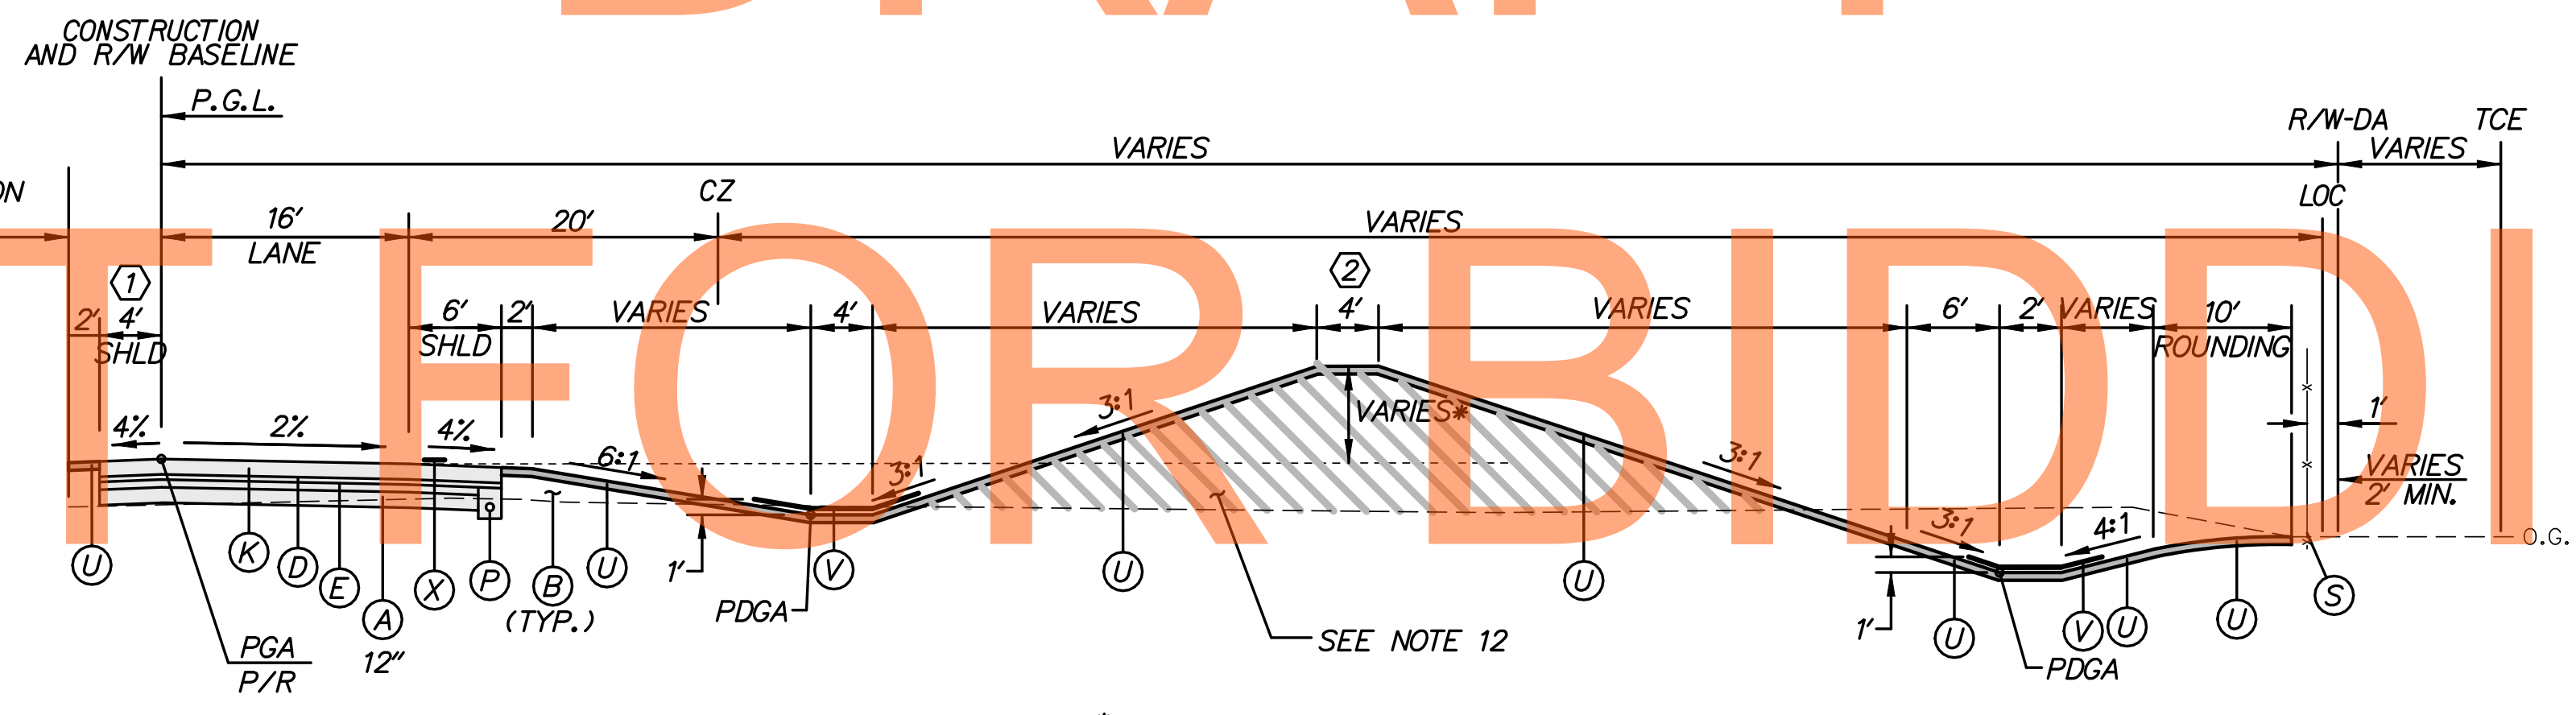 CONSTRUCTION
AND R/W BASELINE
P.G.L.
R/W-DA TCE
VARIES VARIES
ON CZ LOC
16' 20' VARIES
LANE
1 2
2' 4' 6' 2' VARIES 4' VARIES 4' VARIES 6' 2' VARIES 10'
SHLD SHLD ROUNDING
4% 2% 4% 3:1 VARIES* 1'
6:1 3:1 3:1 VARIES
2' MIN.
3:1 4:1 O.G.
U K D E X P B U 1' V U U S
A (TYP.) PDGA 1' U V U U
PGA 12" SEE NOTE 12 PDGA
P/R
*
T FOR BIDDI